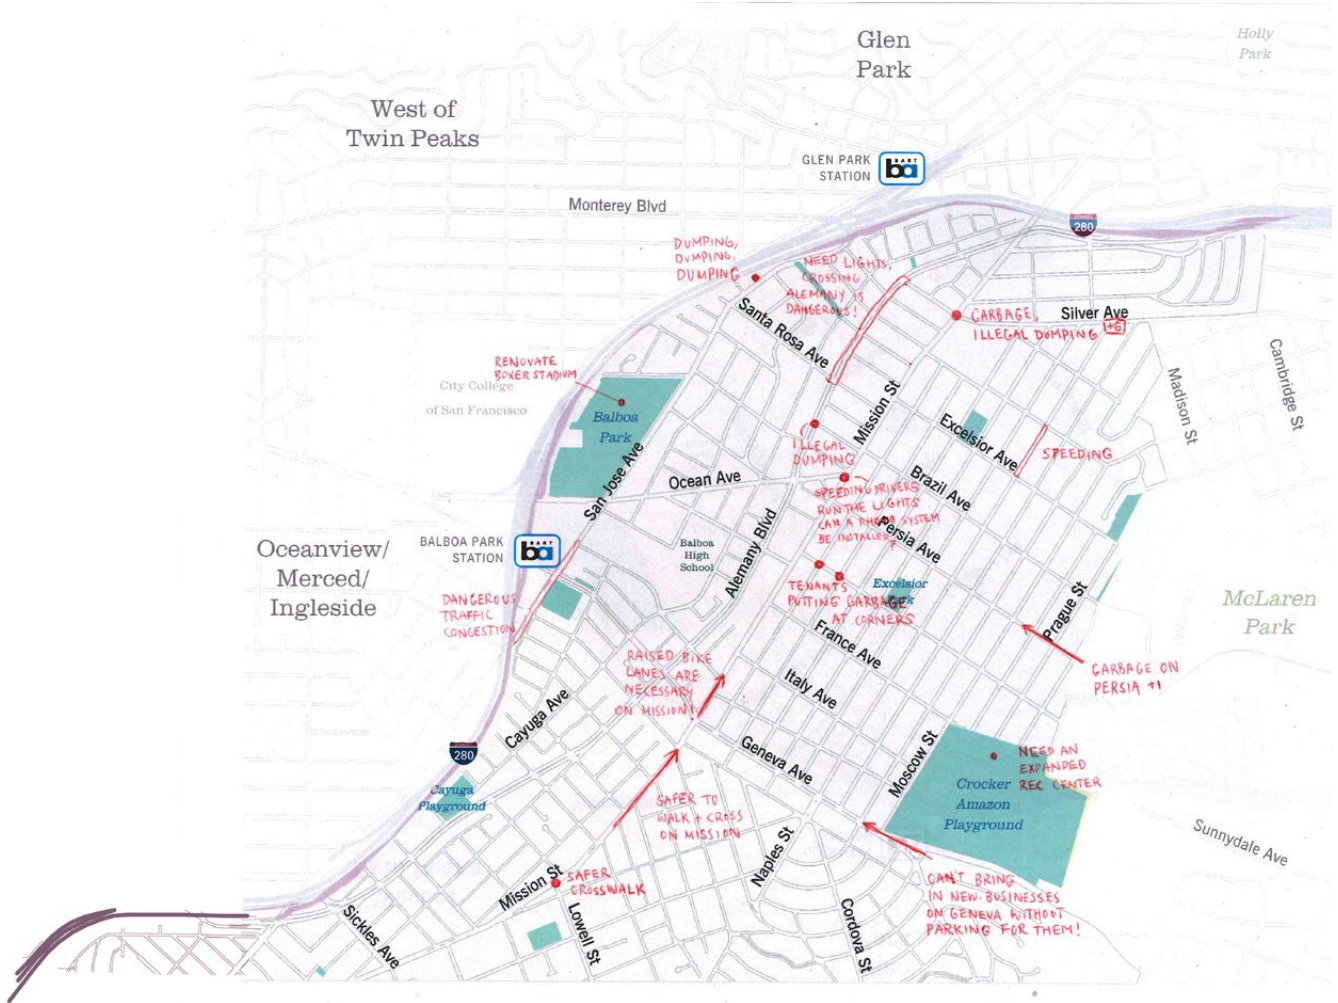 Glen
Park
Holly
Park
West of
Twin Peaks
GLEN PARK
STATION
BART
ba
Monterey Blvd
280
DUMPING,
DUMPING,
DUMPING
NEED LIGHTS,
CROSSING
ALEMANY IS
DANGEROUS!
Santa Rosa Ave
GARBAGE,
ILLEGAL DUMPING +6
Silver Ave
RENOVATE
BOXER STADIUM
City College
of San Francisco
Balboa
Park
Mission St
Madison St
Cambridge St
ILLEGAL
DUMPING
Excelsior Ave
SPEEDING
San Jose Ave
Ocean Ave
Brazil Ave
SPEEDING DRIVERS
RUN THE LIGHTS
CAN A PHOTO SYSTEM
BE INSTALLED?
Persia Ave
Oceanview/
Merced/
Ingleside
BALBOA PARK
STATION
BART
ba
Balboa
High
School
Alemany Blvd
TENANTS
PUTTING GARBAGE
AT CORNERS
Excelsior
Park
DANGEROUS
TRAFFIC
CONGESTION
Prague St
McLaren
Park
France Ave
RAISED BIKE
LANES ARE
NECESSARY
ON MISSION!
Italy Ave
GARBAGE ON
PERSIA +1
Cayuga Ave
Geneva Ave
Moscow St
280
NEED AN
EXPANDED
REC CENTER
Crocker
Amazon
Playground
Cayuga
Playground
SAFER TO
WALK + CROSS
ON MISSION
Sunnydale Ave
Naples St
Mission St
SAFER
CROSSWALK
CAN'T BRING
IN NEW BUSINESSES
ON GENEVA WITHOUT
PARKING FOR THEM!
Sickles Ave
Lowell St
Cordova St